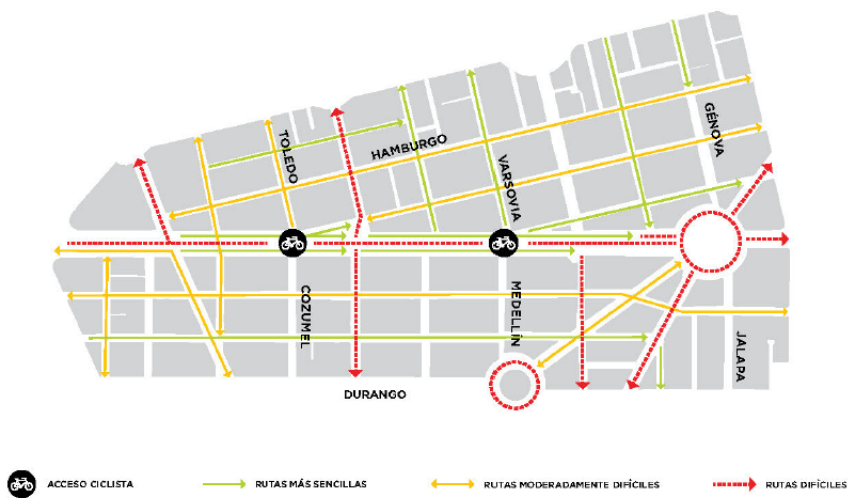 GÉNOVA
TOLEDO
HAMBURGO
VARSOVIA
COZUMEL
MEDELLÍN
JALAPA
DURANGO
ACCESO CICLISTA
RUTAS MÁS SENCILLAS
RUTAS MODERADAMENTE DIFÍCILES
RUTAS DIFÍCILES